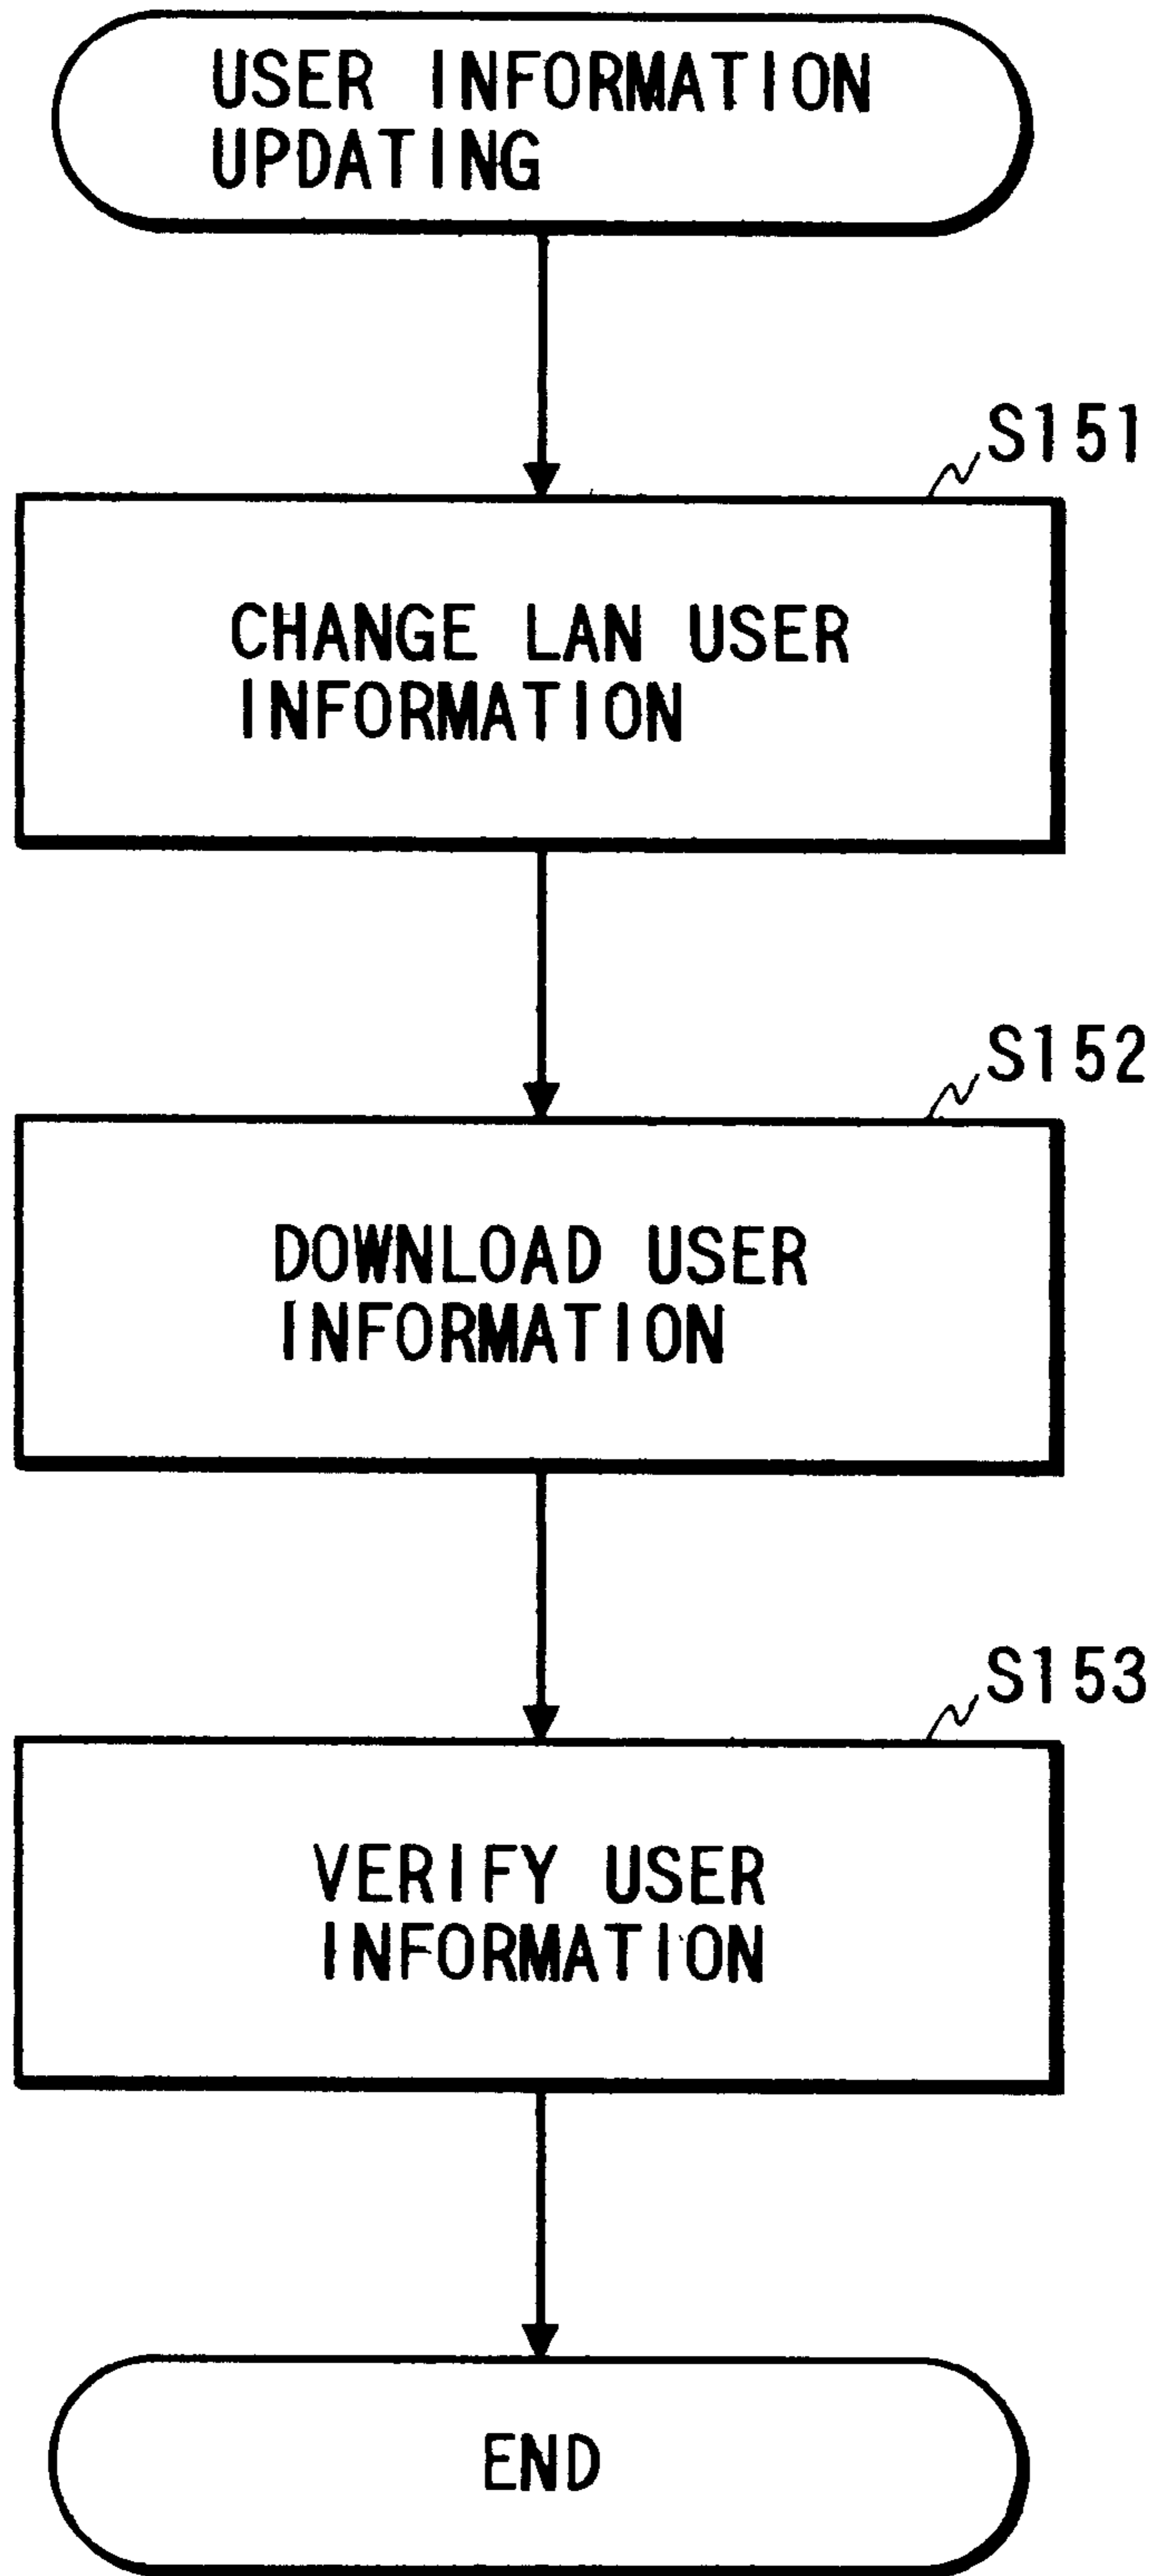 USER INFORMATION
UPDATING
S151
CHANGE LAN USER
INFORMATION
S152
DOWNLOAD USER
INFORMATION
S153
VERIFY USER
INFORMATION
END